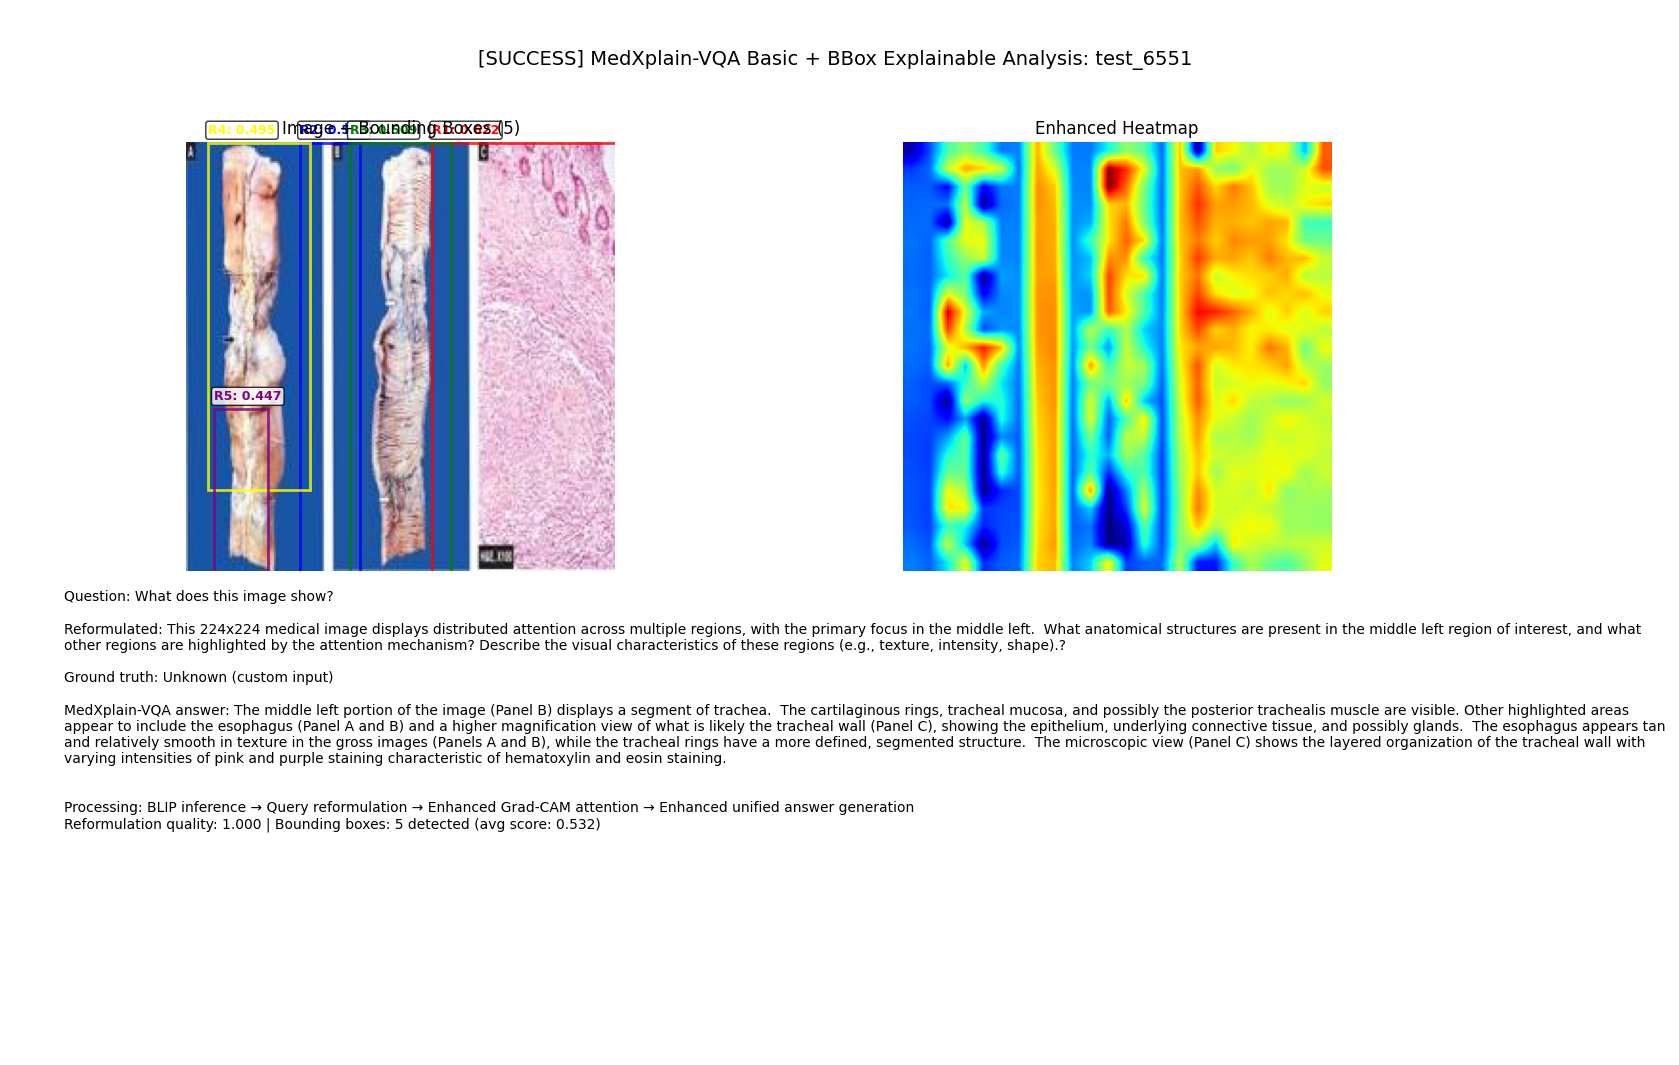 [SUCCESS] MedXplain-VQA Basic + BBox Explainable Analysis: test_6551
Image + Bounding Boxes (5)
Enhanced Heatmap
R4: 0.495
R5: 0.447
A
B
C
Question: What does this image show?
Reformulated: This 224x224 medical image displays distributed attention across multiple regions, with the primary focus in the middle left.  What anatomical structures are present in the middle left region of interest, and what
other regions are highlighted by the attention mechanism? Describe the visual characteristics of these regions (e.g., texture, intensity, shape).?
Ground truth: Unknown (custom input)
MedXplain-VQA answer: The middle left portion of the image (Panel B) displays a segment of trachea.  The cartilaginous rings, tracheal mucosa, and possibly the posterior trachealis muscle are visible. Other highlighted areas
appear to include the esophagus (Panel A and B) and a higher magnification view of what is likely the tracheal wall (Panel C), showing the epithelium, underlying connective tissue, and possibly glands.  The esophagus appears tan
and relatively smooth in texture in the gross images (Panels A and B), while the tracheal rings have a more defined, segmented structure.  The microscopic view (Panel C) shows the layered organization of the tracheal wall with
varying intensities of pink and purple staining characteristic of hematoxylin and eosin staining.
Processing: BLIP inference → Query reformulation → Enhanced Grad-CAM attention → Enhanced unified answer generation
Reformulation quality: 1.000 | Bounding boxes: 5 detected (avg score: 0.532)